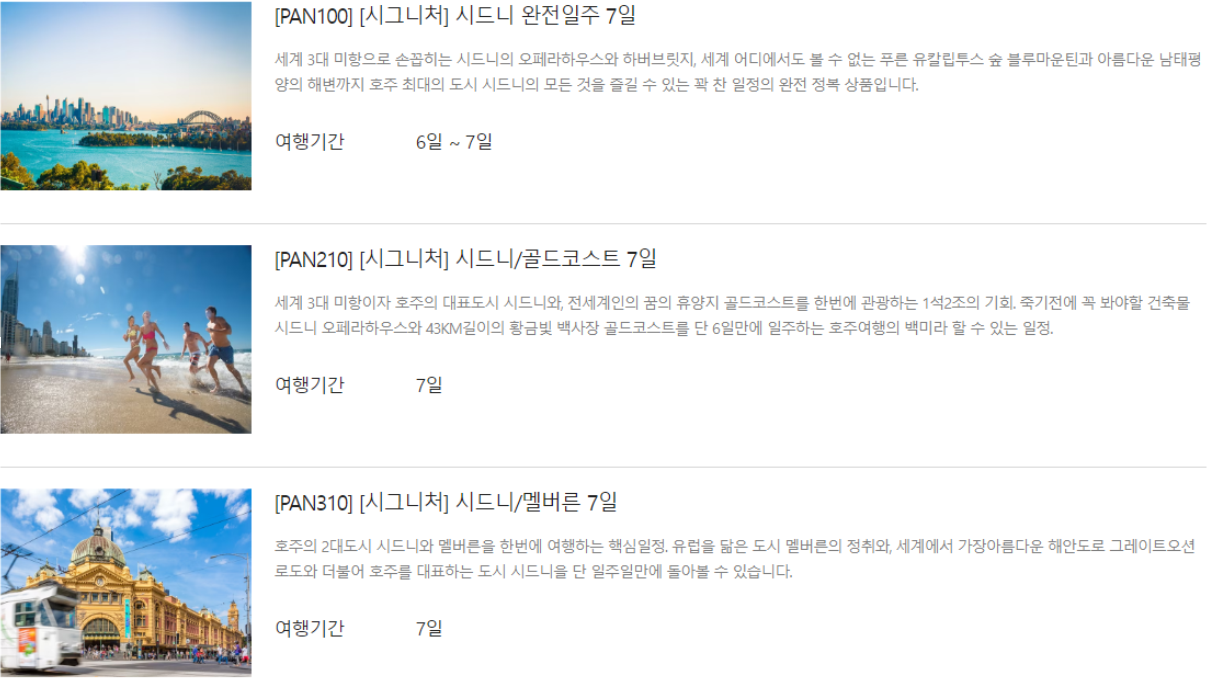 [PAN100] [시그니처] 시드니 완전일주 7일
세계 3대 미항으로 손꼽히는 시드니의 오페라하우스와 하버브릿지, 세계 어디에서도 볼 수 없는 푸른 유칼립투스 숲 블루마운틴과 아름다운 남태평
양의 해변까지 호주 최대의 도시 시드니의 모든 것을 즐길 수 있는 꽉 찬 일정의 완전 정복 상품입니다.
여행기간 6일 ~ 7일
[PAN210] [시그니처] 시드니/골드코스트 7일
세계 3대 미항이자 호주의 대표도시 시드니와, 전세계인의 꿈의 휴양지 골드코스트를 한번에 관광하는 1석2조의 기회. 죽기전에 꼭 봐야할 건축물
시드니 오페라하우스와 43KM길이의 황금빛 백사장 골드코스트를 단 6일만에 일주하는 호주여행의 백미라 할 수 있는 일정.
여행기간 7일
[PAN310] [시그니처] 시드니/멜버른 7일
호주의 2대도시 시드니와 멜버른을 한번에 여행하는 핵심일정. 유럽을 닮은 도시 멜버른의 정취와, 세계에서 가장아름다운 해안도로 그레이트오션
로도와 더불어 호주를 대표하는 도시 시드니을 단 일주일만에 돌아볼 수 있습니다.
여행기간 7일